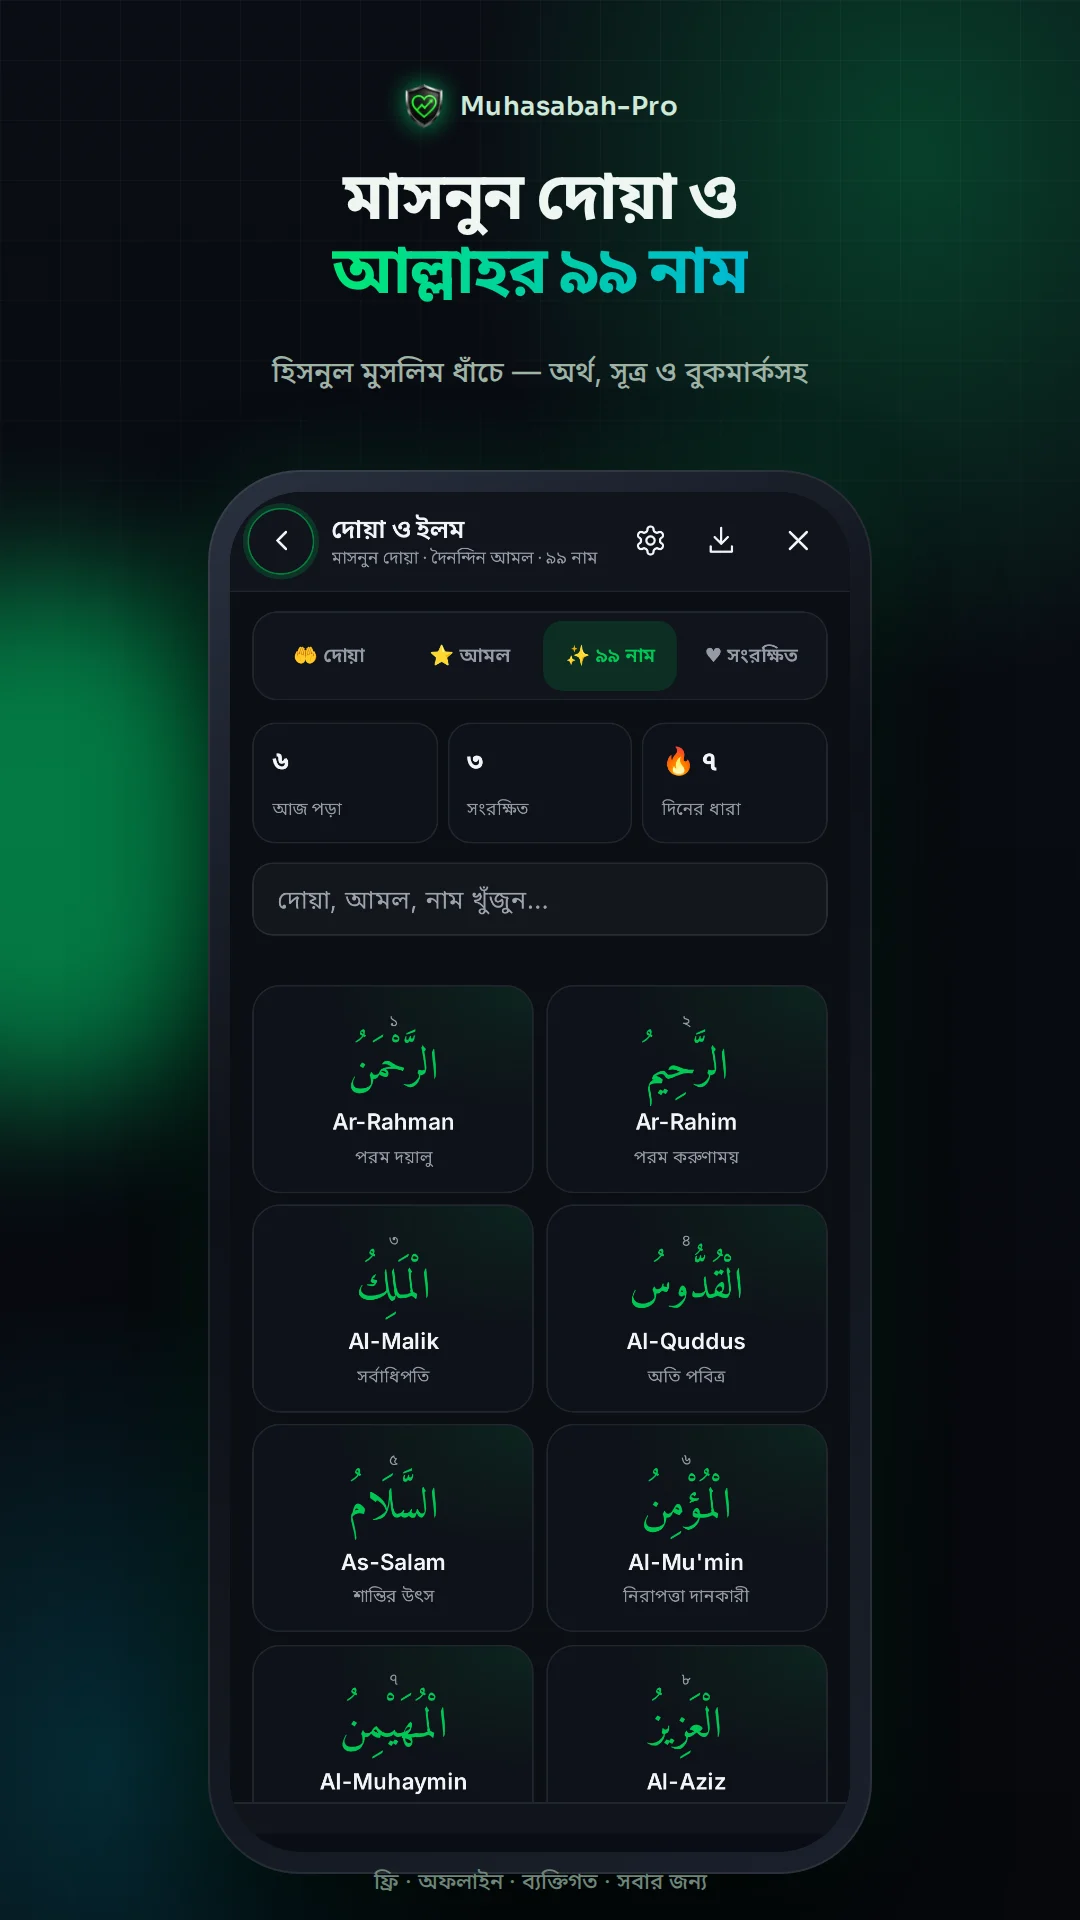 Muhasabah-Pro
মাসনুন দোয়া ও
আল্লাহর ৯৯ নাম
হিসনুল মুসলিম ধাঁচে — অর্থ, সূত্র ও বুকমার্কসহ
দোয়া ও ইলম
মাসনুন দোয়া · দৈনন্দিন আমল · ৯৯ নাম
🤲 দোয়া ⭐ আমল ✨ ৯৯ নাম ♥ সংরক্ষিত
৬ ৩ 🔥 ৭
আজ পড়া সংরক্ষিত দিনের ধারা
দোয়া, আমল, নাম খুঁজুন...
১ ২
الرَّحْمَنُ الرَّحِيمُ
Ar-Rahman Ar-Rahim
পরম দয়ালু পরম করুণাময়
৩ ৪
الْمَلِكُ الْقُدُّوسُ
Al-Malik Al-Quddus
সর্বাধিপতি অতি পবিত্র
৫ ৬
السَّلَامُ الْمُؤْمِنُ
As-Salam Al-Mu'min
শান্তির উৎস নিরাপত্তা দানকারী
৭ ৮
الْمُهَيْمِنُ الْعَزِيزُ
Al-Muhaymin Al-Aziz
ফ্রি · অফলাইন · ব্যক্তিগত · সবার জন্য